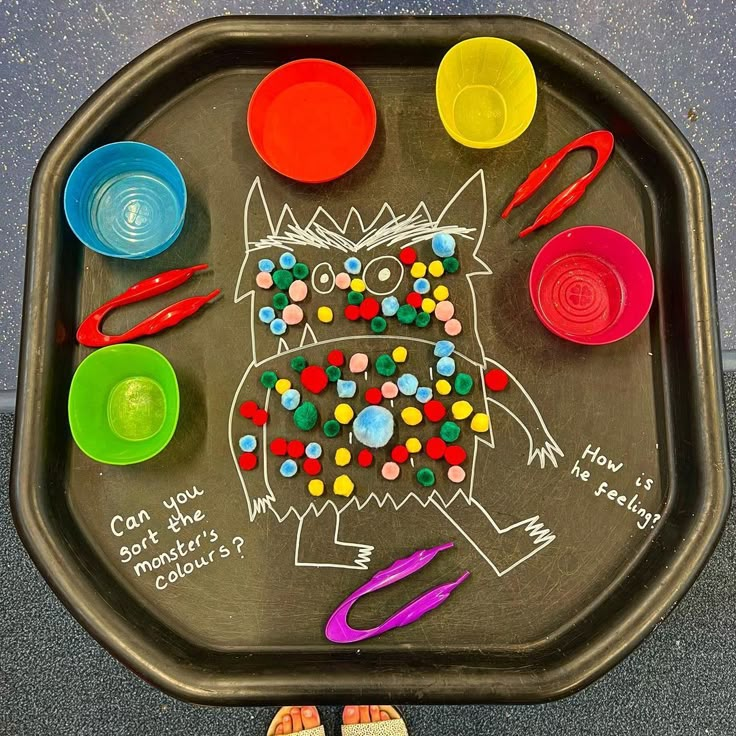 Can you
sort the
monster's
colours?
How is
he feeling?